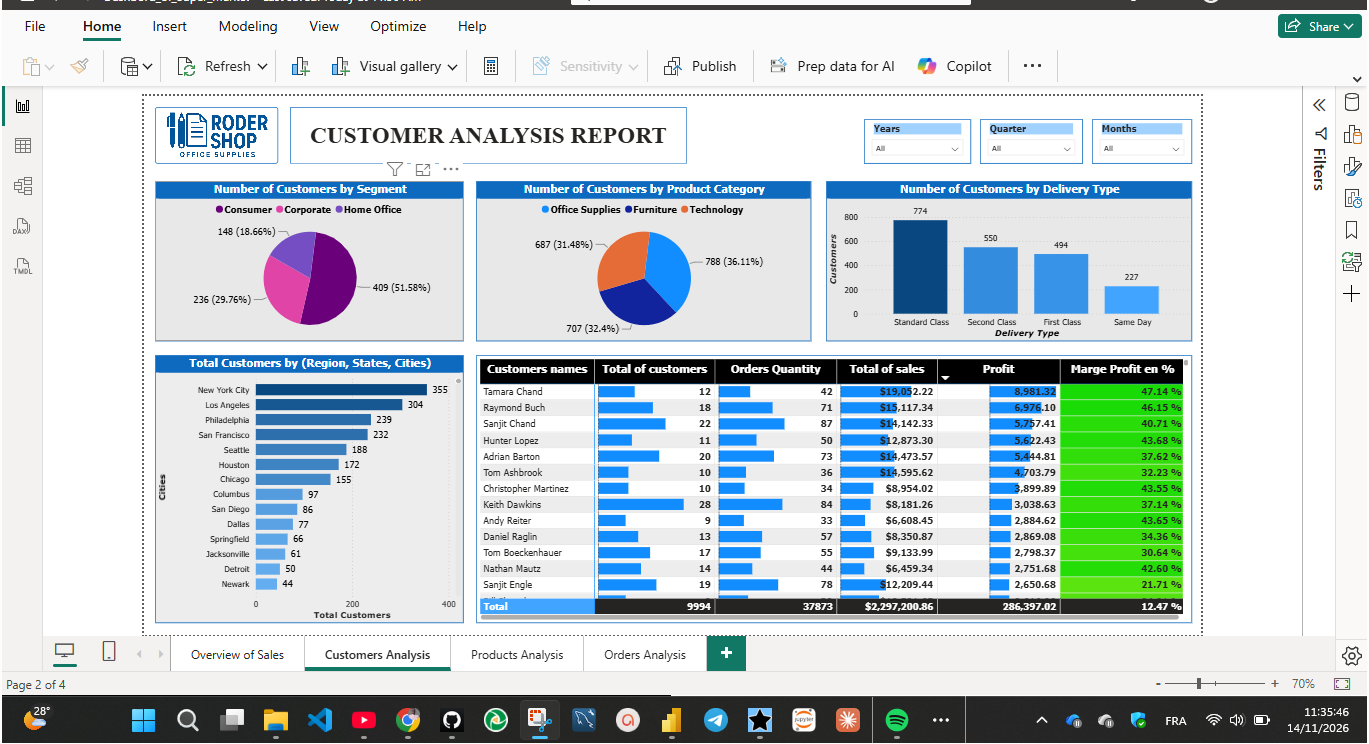 File Home Insert Modeling View Optimize Help Share
Refresh Visual gallery Sensitivity Publish Prep data for AI Copilot
RODER
SHOP
OFFICE SUPPLIES
CUSTOMER ANALYSIS REPORT
Years
All
Quarter
All
Months
All
Filters
DAX
TMDL
Number of Customers by Segment
Consumer Corporate Home Office
148 (18.66%)
236 (29.76%)
409 (51.58%)
Number of Customers by Product Category
Office Supplies Furniture Technology
687 (31.48%)
788 (36.11%)
707 (32.4%)
Number of Customers by Delivery Type
Customers
800
600
400
200
0
774
550
494
227
Standard Class Second Class First Class Same Day
Delivery Type
Total Customers by (Region, States, Cities)
Cities
New York City 355
Los Angeles 304
Philadelphia 239
San Francisco 232
Seattle 188
Houston 172
Chicago 155
Columbus 97
San Diego 86
Dallas 77
Springfield 66
Jacksonville 61
Detroit 50
Newark 44
0 200 400
Total Customers
Customers names Total of customers Orders Quantity Total of sales Profit Marge Profit en %
Tamara Chand 12 42 $19,052.22 8,981.32 47.14 %
Raymond Buch 18 71 $15,117.34 6,976.10 46.15 %
Sanjit Chand 22 87 $14,142.33 5,757.41 40.71 %
Hunter Lopez 11 50 $12,873.30 5,622.43 43.68 %
Adrian Barton 20 73 $14,473.57 5,444.81 37.62 %
Tom Ashbrook 10 36 $14,595.62 4,703.79 32.23 %
Christopher Martinez 10 34 $8,954.02 3,899.89 43.55 %
Keith Dawkins 28 84 $8,181.26 3,038.63 37.14 %
Andy Reiter 9 33 $6,608.45 2,884.62 43.65 %
Daniel Raglin 13 57 $8,350.87 2,869.08 34.36 %
Tom Boeckenhauer 17 55 $9,133.99 2,798.37 30.64 %
Nathan Mautz 14 44 $6,459.34 2,751.68 42.60 %
Sanjit Engle 19 78 $12,209.44 2,650.68 21.71 %
Total 9994 37873 $2,297,200.86 286,397.02 12.47 %
Overview of Sales Customers Analysis Products Analysis Orders Analysis +
Page 2 of 4
- + 70%
28°
jupyter
FRA
11:35:46
14/11/2026